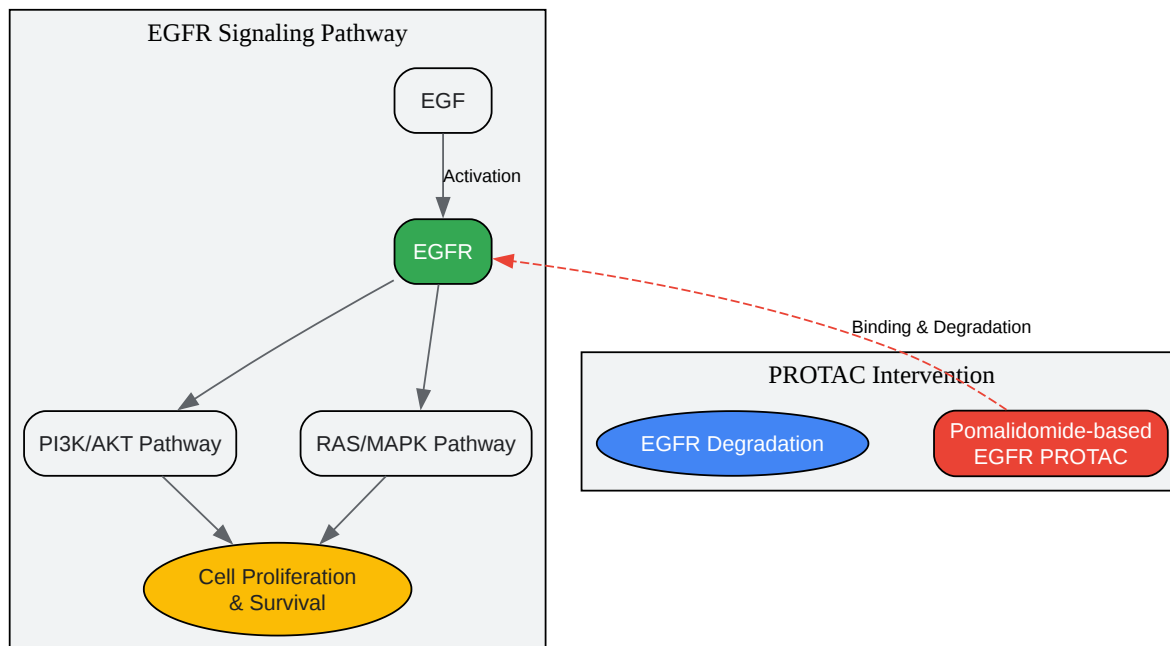 EGFR Signaling Pathway
EGF
Activation
EGFR
Binding & Degradation
PROTAC Intervention
PI3K/AKT Pathway
RAS/MAPK Pathway
EGFR Degradation
Pomalidomide-based
EGFR PROTAC
Cell Proliferation
& Survival